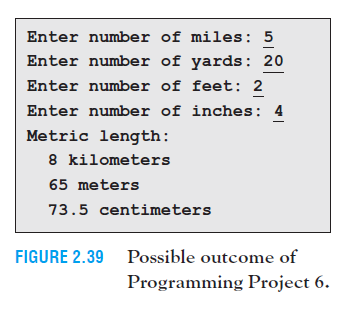 Enter number of miles: 5
Enter number of yards: 20
Enter number of feet: 2
Enter number of inches: 4
Metric length:
8 kilometers
65 meters
73.5 centimeters
FIGURE 2.39 Possible outcome of
Programming Project 6.